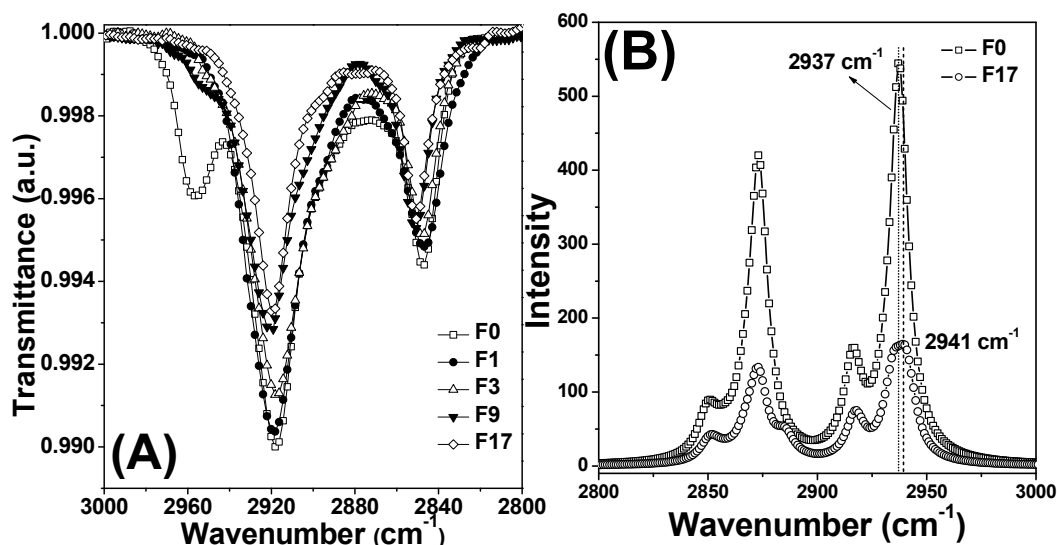 1.000
0.998
0.996
0.994
0.992
0.990
Transmittance (a.u.)
3000 2960 2920 2880 2840 2800
Wavenumber (cm-1)
(A)
F0
F1
F3
F9
F17
600
500
400
300
200
100
0
Intensity
2800 2850 2900 2950 3000
Wavenumber (cm-1)
(B)
F0
F17
2937 cm-1
2941 cm-1